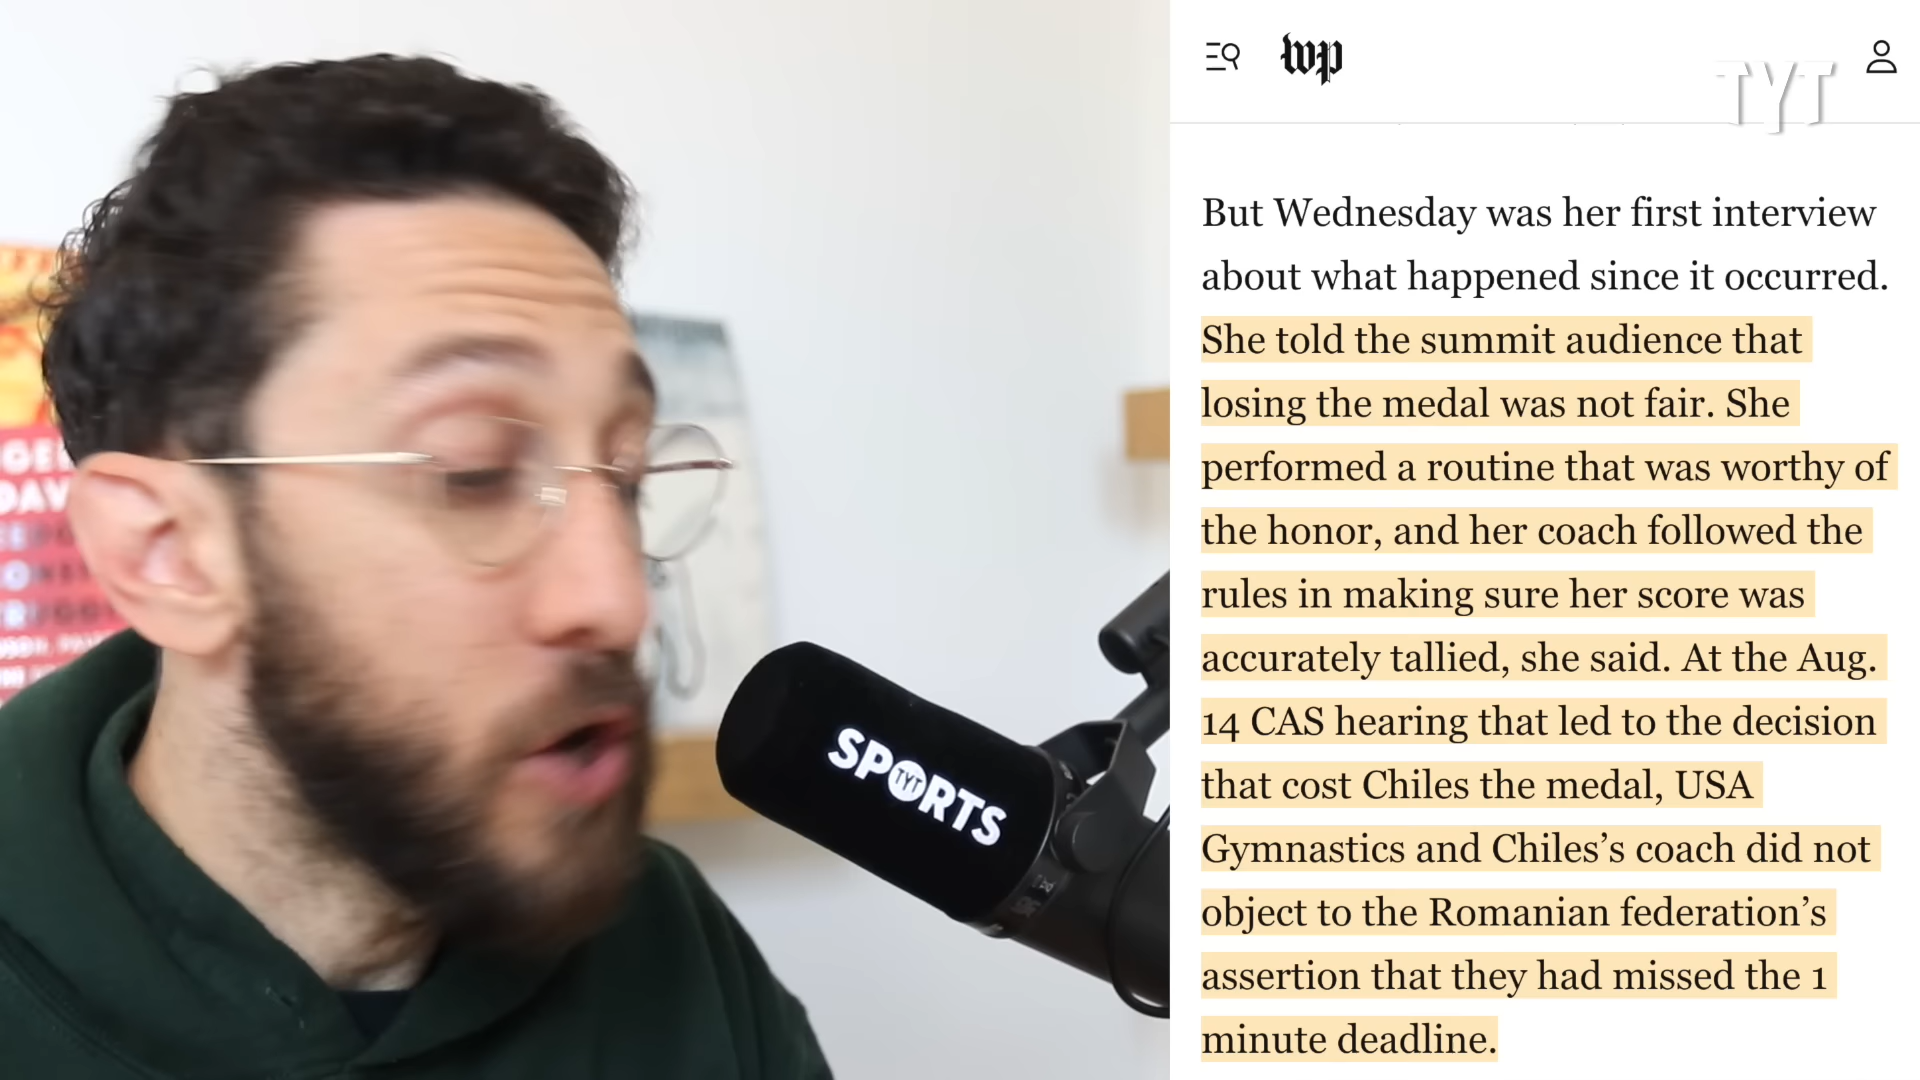 wp
TYT
But Wednesday was her first interview
about what happened since it occurred.
She told the summit audience that
losing the medal was not fair. She
performed a routine that was worthy of
the honor, and her coach followed the
rules in making sure her score was
accurately tallied, she said. At the Aug.
14 CAS hearing that led to the decision
that cost Chiles the medal, USA
Gymnastics and Chiles’s coach did not
object to the Romanian federation’s
assertion that they had missed the 1
minute deadline.
SPORTS
TYT